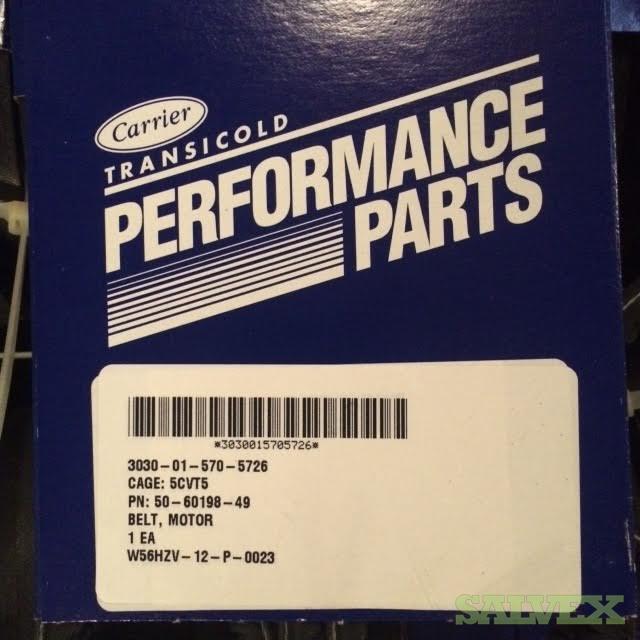 Carrier
TRANSICOLD
PERFORMANCE
PARTS
*3030015705726*
3030-01-570-5726
CAGE: 5CVT5
PN: 50-60198-49
BELT, MOTOR
1 EA
W56HZV-12-P-0023
SALVEX